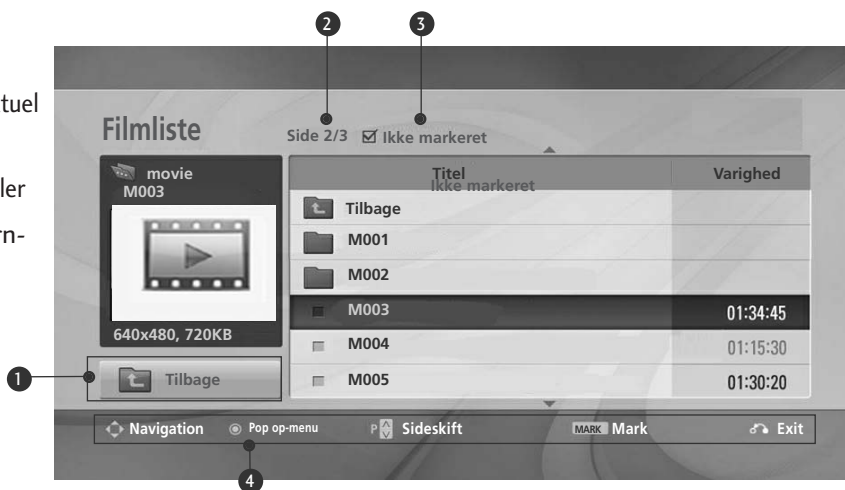 2 3
tuel
ler
rn-
Filmliste
Side 2/3 Ikke markeret
movie
M003
640x480, 720KB
Titel Varighed
Ikke markeret
Tilbage
M001
M002
M003 01:34:45
M004 01:15:30
M005 01:30:20
1 Tilbage
Navigation Pop op-menu P Sideskift MARK Mark Exit
4